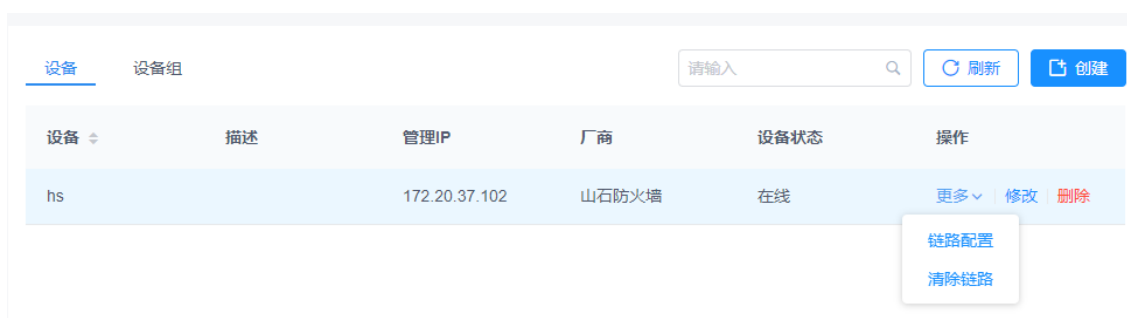 设备 设备组 请输入 刷新 创建
设备 描述 管理IP 厂商 设备状态 操作
hs 172.20.37.102 山石防火墙 在线 更多 修改 删除
链路配置
清除链路